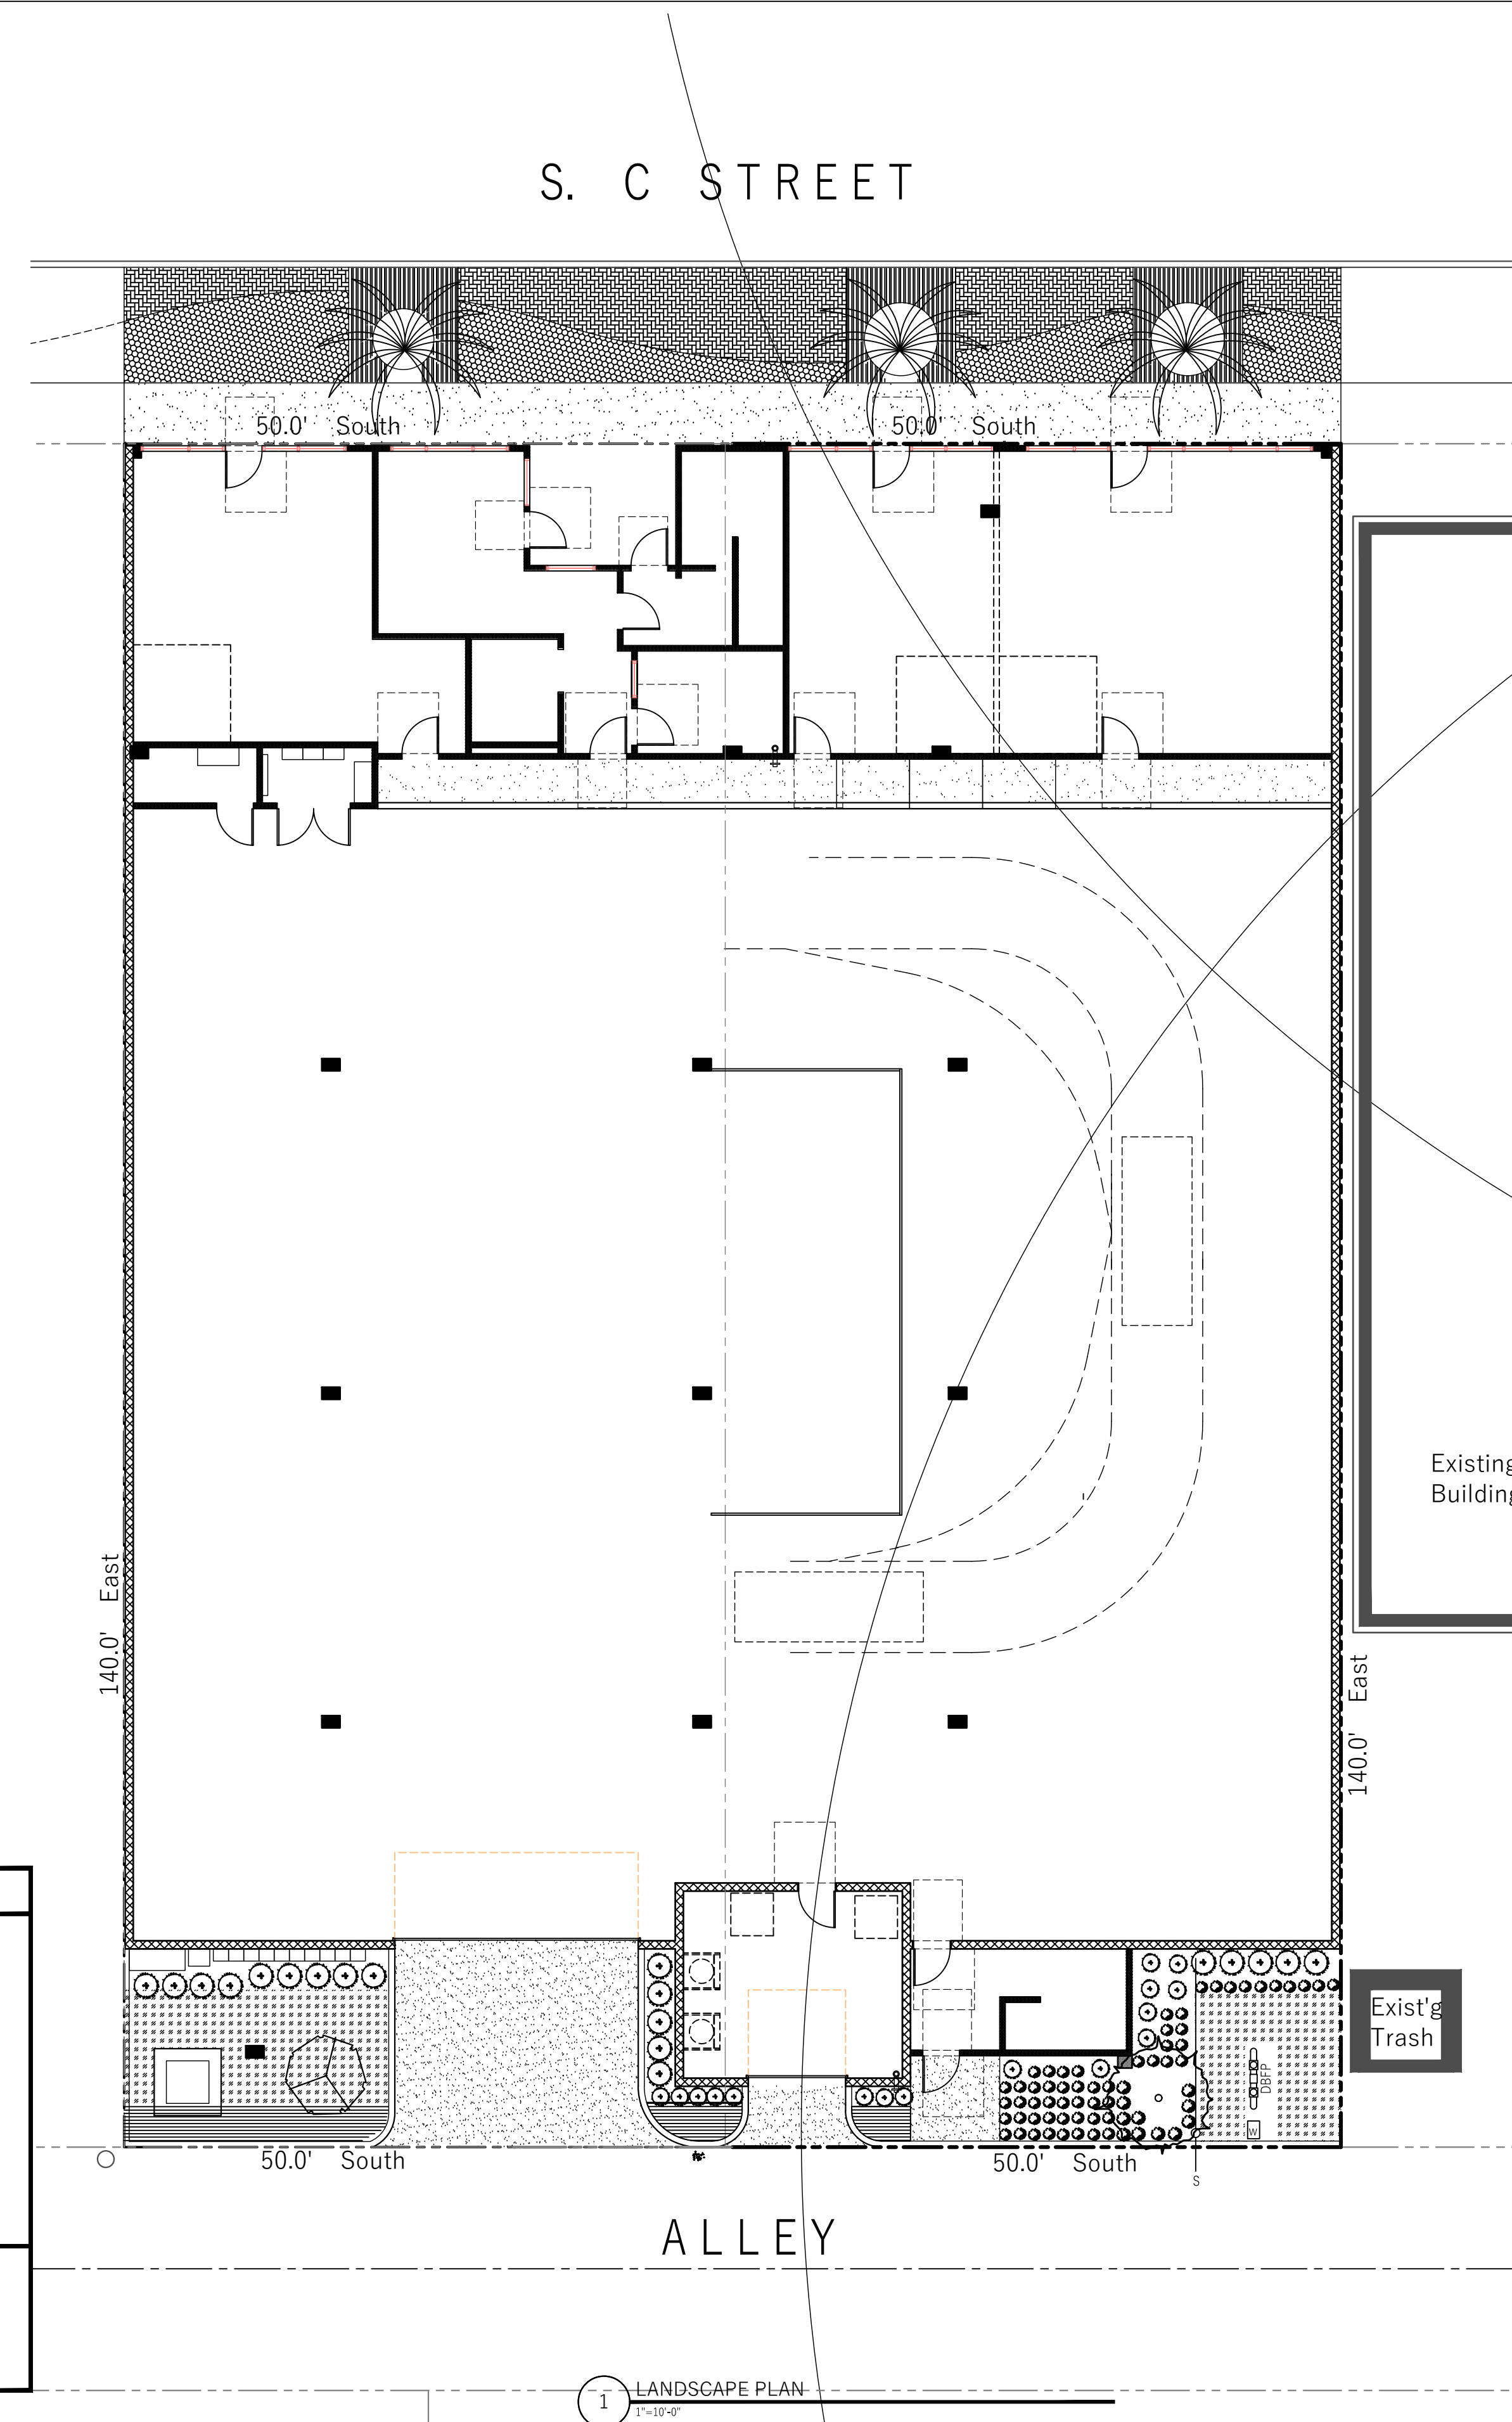 S. C STREET
50.0' South
50.0' South
Existing
Building
140.0' East
140.0' East
Exist'g
Trash
DBFP
W
50.0' South
50.0' South
S
ALLEY
1
LANDSCAPE PLAN
1"=10'-0"